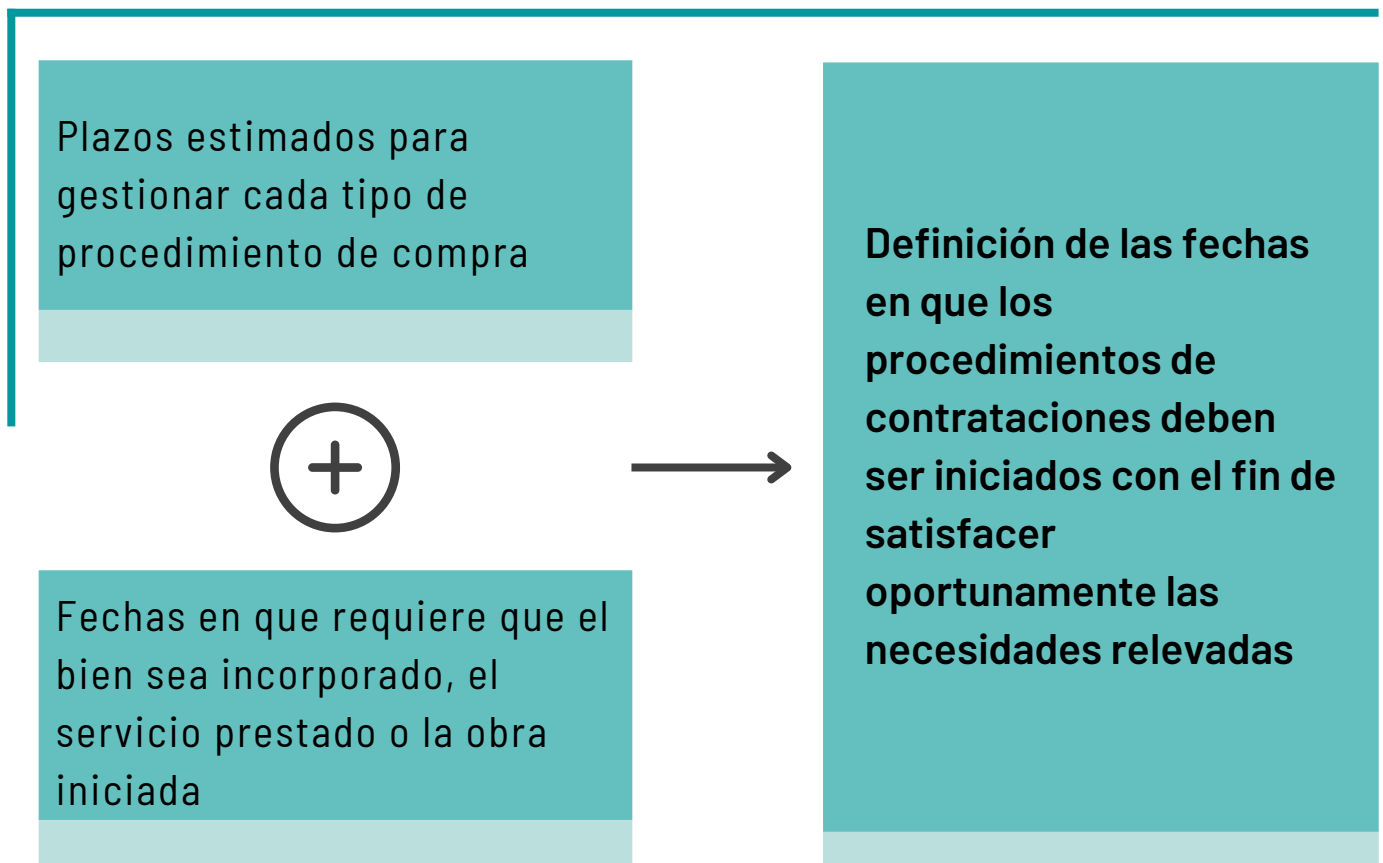 Plazos estimados para
gestionar cada tipo de
procedimiento de compra
Fechas en que requiere que el
bien sea incorporado, el
servicio prestado o la obra
iniciada
Definición de las fechas
en que los
procedimientos de
contrataciones deben
ser iniciados con el fin de
satisfacer
oportunamente las
necesidades relevadas